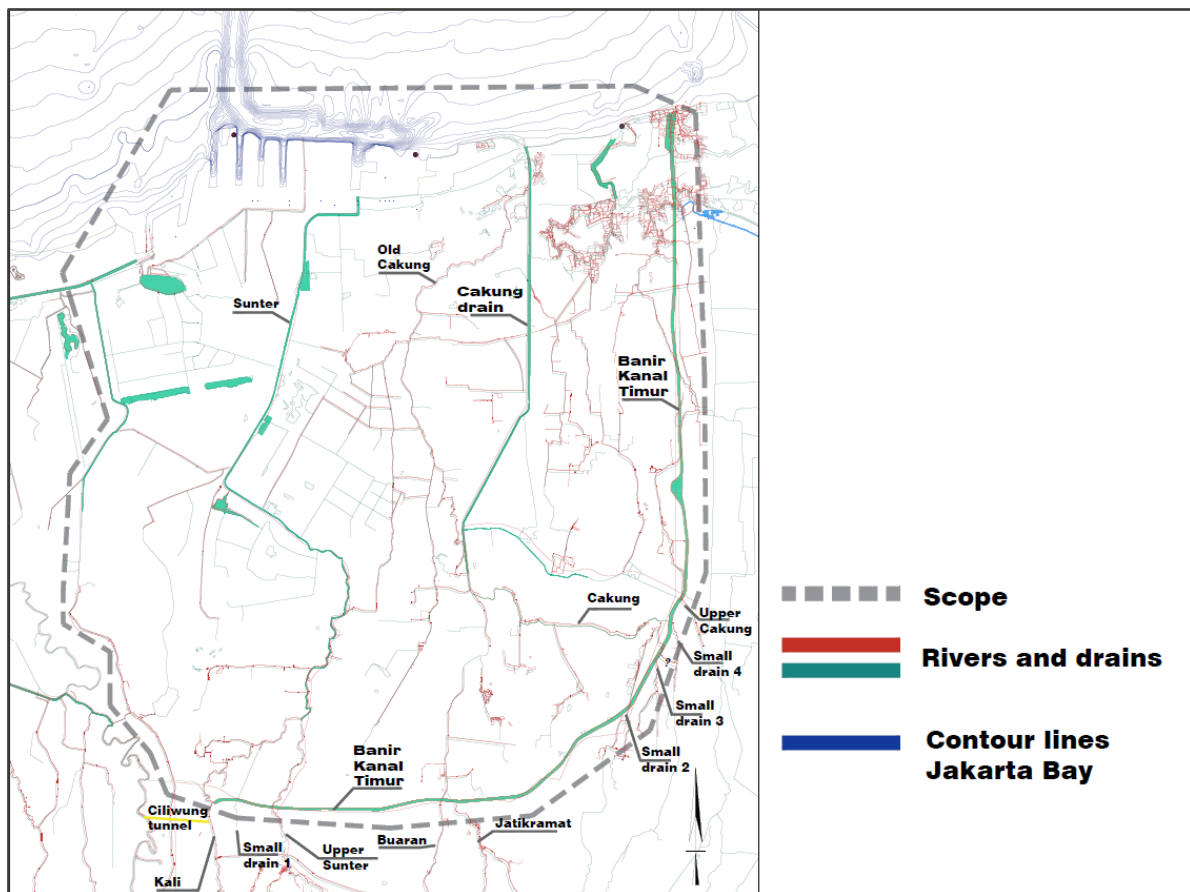 Old
Cakung
Sunter
Cakung
drain
Banir
Kanal
Timur
Cakung
Upper
Cakung
Small
drain 4
?
Small
drain 3
Small
drain 2
Banir
Kanal
Timur
Ciliwung
tunnel
Small
drain 1
Upper
Sunter
Buaran
Jatikramat
Kali
Scope
Rivers and drains
Contour lines
Jakarta Bay